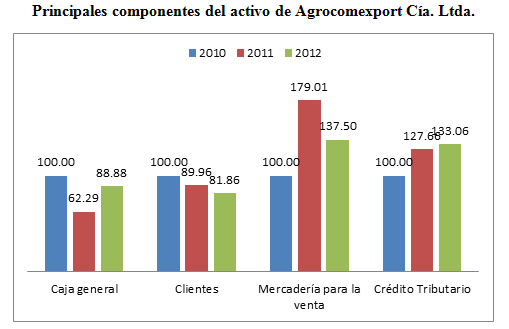 Principales componentes del activo de Agrocomexport Cía. Ltda.
2010 2011 2012
179.01
137.50
127.66 133.06
100.00 62.29 88.88 100.00 89.96 81.86 100.00 100.00
Caja general Clientes Mercadería para la venta Crédito Tributario